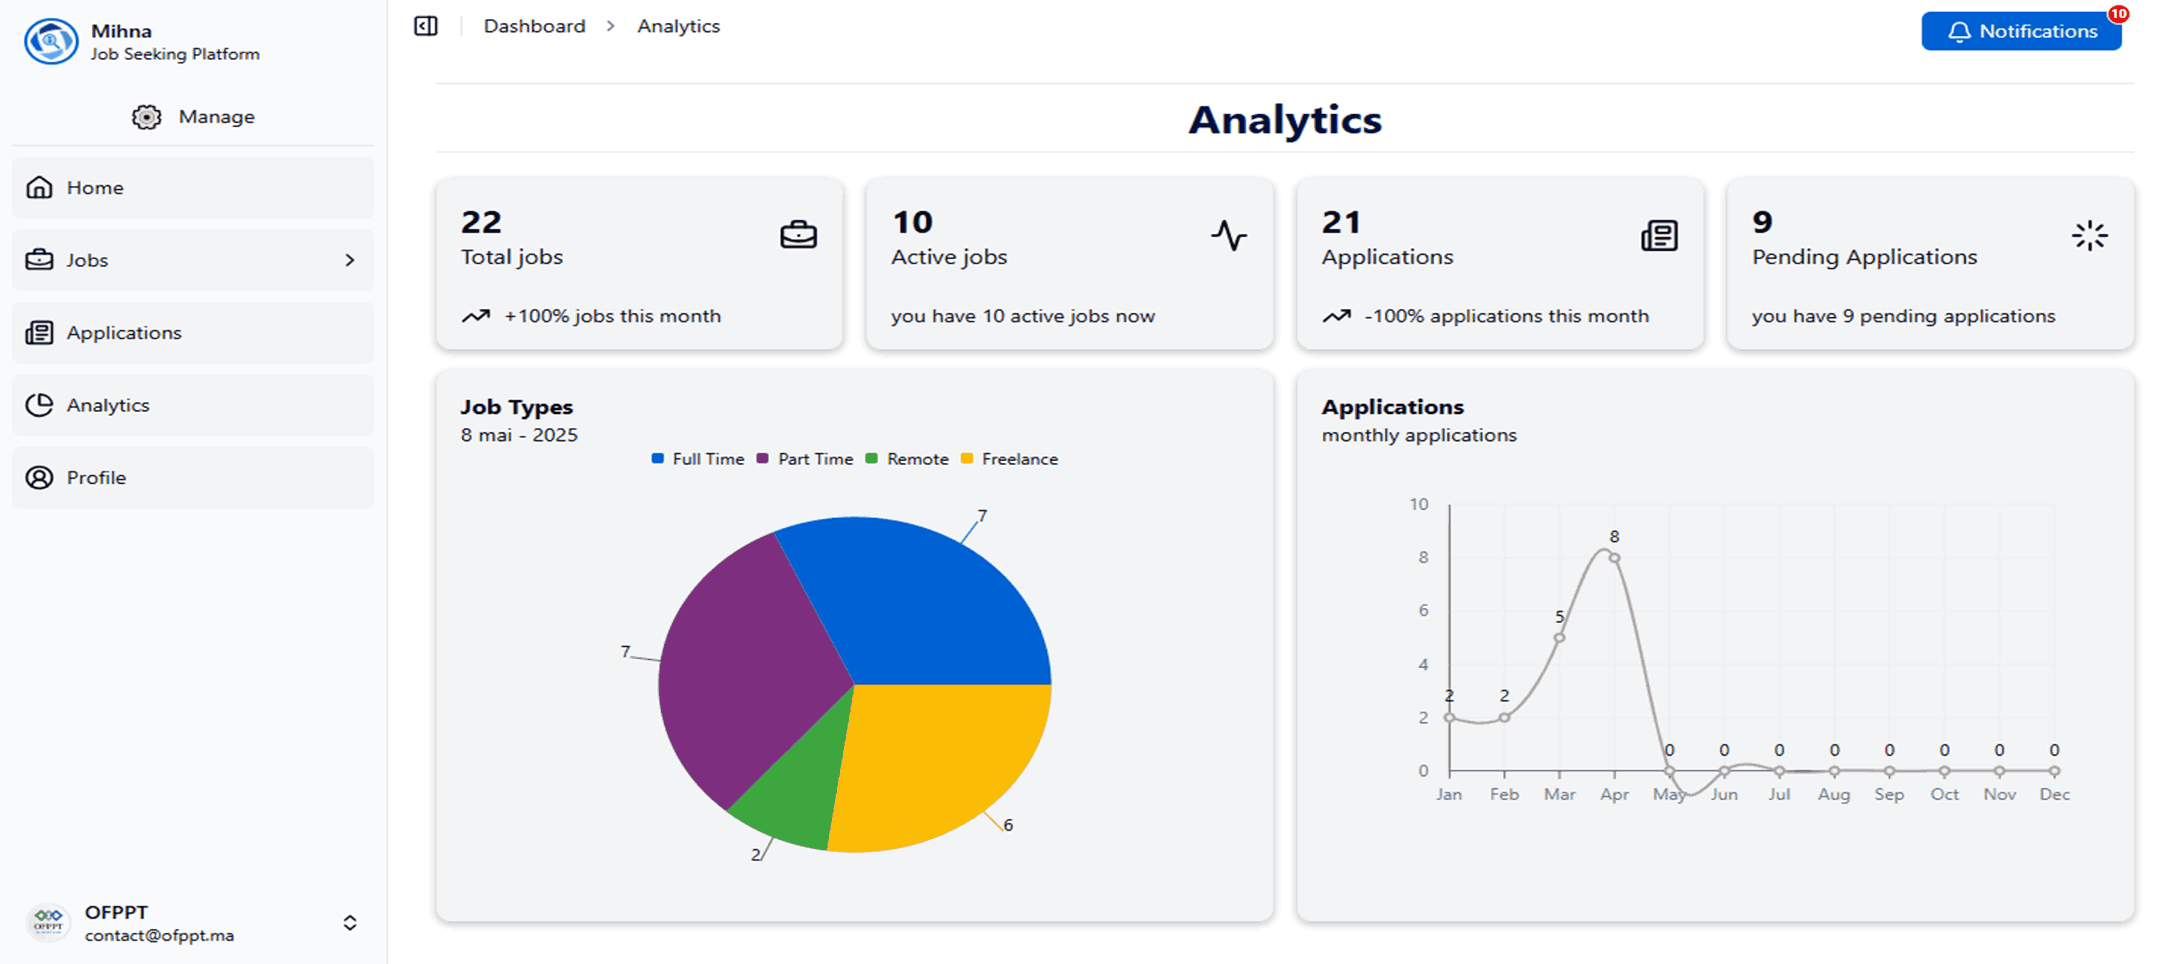 Mihna
Job Seeking Platform
Manage
Home
Jobs
Applications
Analytics
Profile
OFPPT
OFPPT
contact@ofppt.ma
Dashboard > Analytics
Notifications
10
Analytics
22
Total jobs
+100% jobs this month
10
Active jobs
you have 10 active jobs now
21
Applications
-100% applications this month
9
Pending Applications
you have 9 pending applications
Job Types
8 mai - 2025
Full Time Part Time Remote Freelance
7
7
6
2
Applications
monthly applications
10
8
6
4
2
0
2 2 5 8 0 0 0 0 0 0 0 0
Jan Feb Mar Apr May Jun Jul Aug Sep Oct Nov Dec